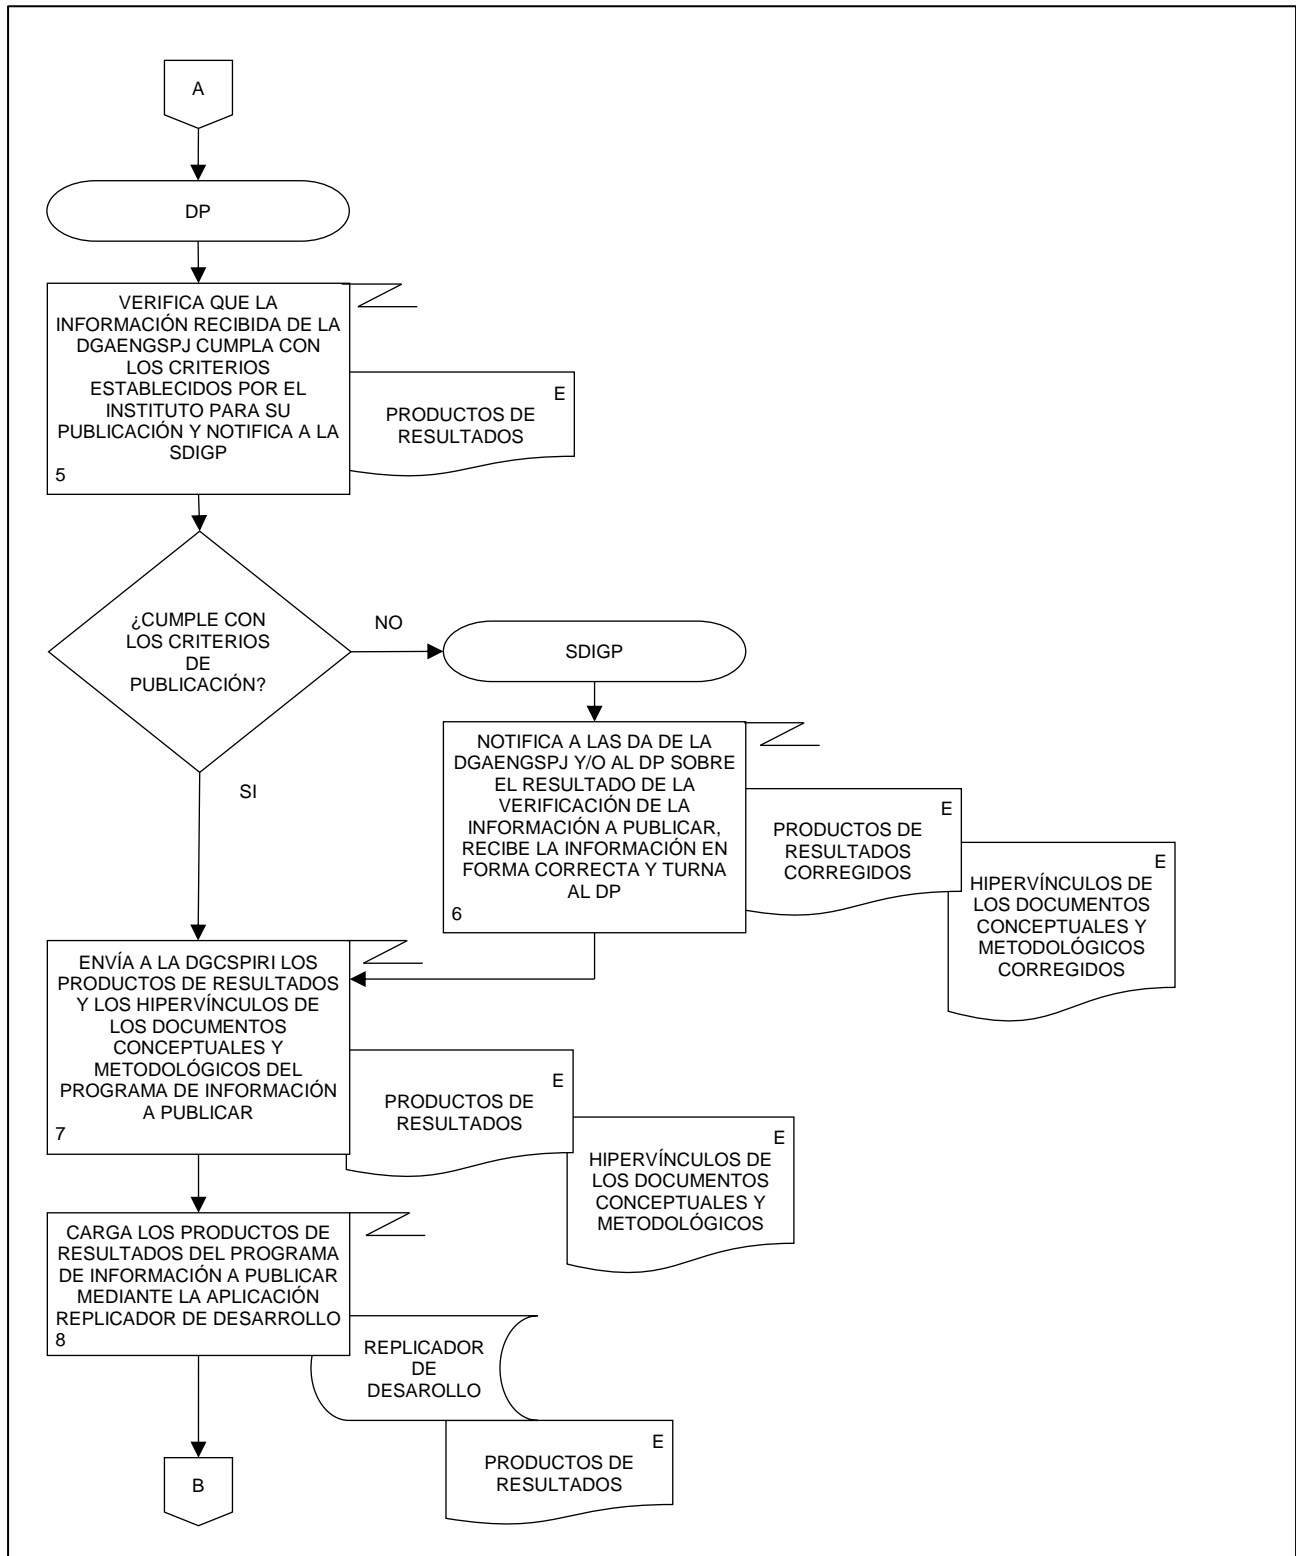 A
DP
VERIFICA QUE LA
INFORMACIÓN RECIBIDA DE LA
DGAENGSPJ CUMPLA CON
LOS CRITERIOS
ESTABLECIDOS POR EL
INSTITUTO PARA SU
PUBLICACIÓN Y NOTIFICA A LA
SDIGP
5
E
PRODUCTOS DE
RESULTADOS
¿CUMPLE CON
LOS CRITERIOS
DE
PUBLICACIÓN?
NO
SI
SDIGP
NOTIFICA A LAS DA DE LA
DGAENGSPJ Y/O AL DP SOBRE
EL RESULTADO DE LA
VERIFICACIÓN DE LA
INFORMACIÓN A PUBLICAR,
RECIBE LA INFORMACIÓN EN
FORMA CORRECTA Y TURNA
AL DP
6
E
PRODUCTOS DE
RESULTADOS
CORREGIDOS
E
HIPERVÍNCULOS DE
LOS DOCUMENTOS
CONCEPTUALES Y
METODOLÓGICOS
CORREGIDOS
ENVÍA A LA DGCSPIRI LOS
PRODUCTOS DE RESULTADOS
Y LOS HIPERVÍNCULOS DE
LOS DOCUMENTOS
CONCEPTUALES Y
METODOLÓGICOS DEL
PROGRAMA DE INFORMACIÓN
A PUBLICAR
7
E
PRODUCTOS DE
RESULTADOS
E
HIPERVÍNCULOS DE
LOS DOCUMENTOS
CONCEPTUALES Y
METODOLÓGICOS
CARGA LOS PRODUCTOS DE
RESULTADOS DEL PROGRAMA
DE INFORMACIÓN A PUBLICAR
MEDIANTE LA APLICACIÓN
REPLICADOR DE DESARROLLO
8
REPLICADOR
DE
DESAROLLO
E
PRODUCTOS DE
RESULTADOS
B